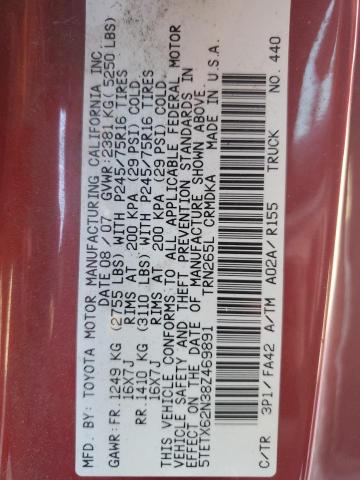 MFD. BY: TOYOTA MOTOR MANUFACTURING CALIFORNIA INC
DATE 08 / 07 GVWR: 2381 KG ( 5250 LBS)
GAWR: FR. 1249 KG (2755 LBS) WITH P245/75R16 TIRES
16X7J RIMS AT 200 KPA (29 PSI) COLD
RR. 1410 KG (3110 LBS) WITH P245/75R16 TIRES
16X7J RIMS AT 200 KPA (29 PSI) COLD
THIS VEHICLE CONFORMS TO ALL APPLICABLE FEDERAL MOTOR
VEHICLE SAFETY AND THEFT PREVENTION STANDARDS IN
EFFECT ON THE DATE OF MANUFACTURE SHOWN ABOVE.
5TETX62N38Z469891 TRN265L CRMDKA MADE IN U.S.A.
TRUCK
C/TR 3P1/ FA42 A/TM A02A/ R155 NO. 440